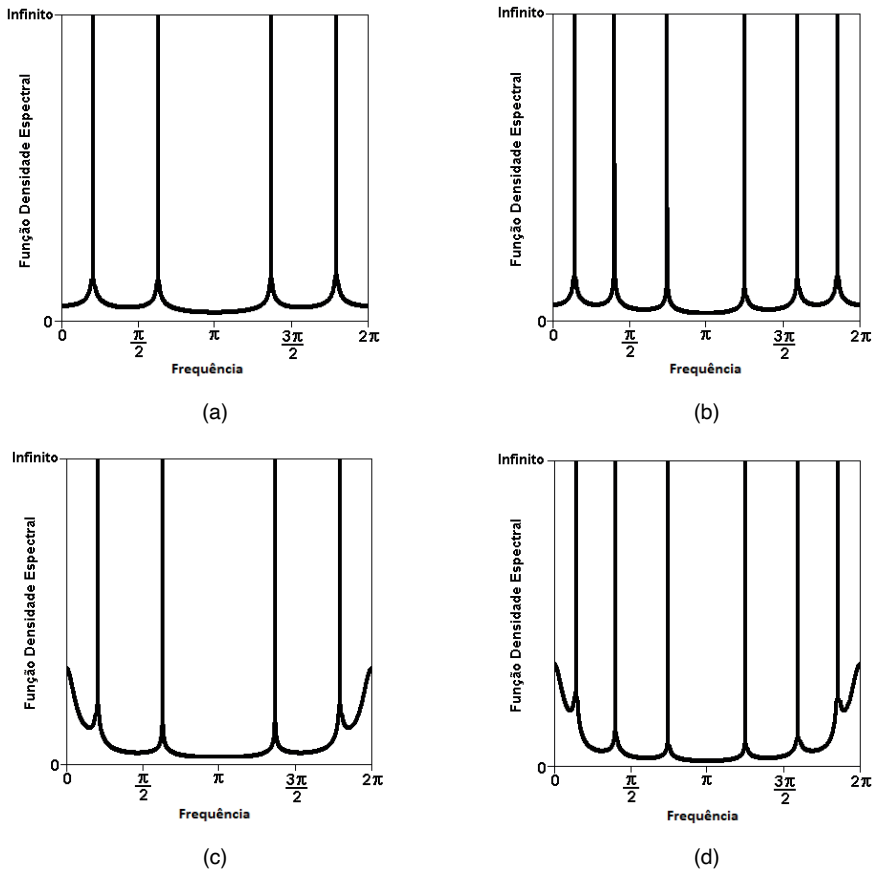 Infinito
Função Densidade Espectral
0
0 π/2 π 3π/2 2π
Frequência
(a)
Infinito
Função Densidade Espectral
0
0 π/2 π 3π/2 2π
Frequência
(b)
Infinito
Função Densidade Espectral
0
0 π/2 π 3π/2 2π
Frequência
(c)
Infinito
Função Densidade Espectral
0
0 π/2 π 3π/2 2π
Frequência
(d)